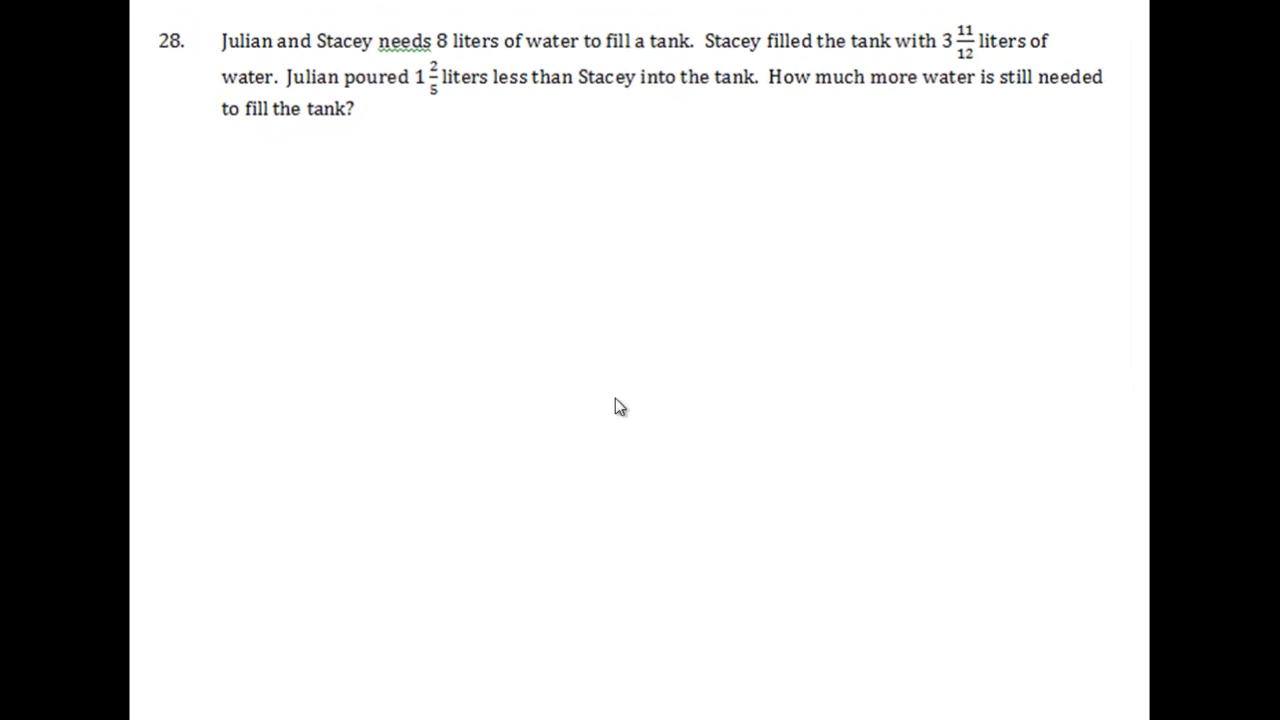 28. Julian and Stacey needs 8 liters of water to fill a tank. Stacey filled the tank with 3 11/12 liters of
water. Julian poured 1 2/5 liters less than Stacey into the tank. How much more water is still needed
to fill the tank?